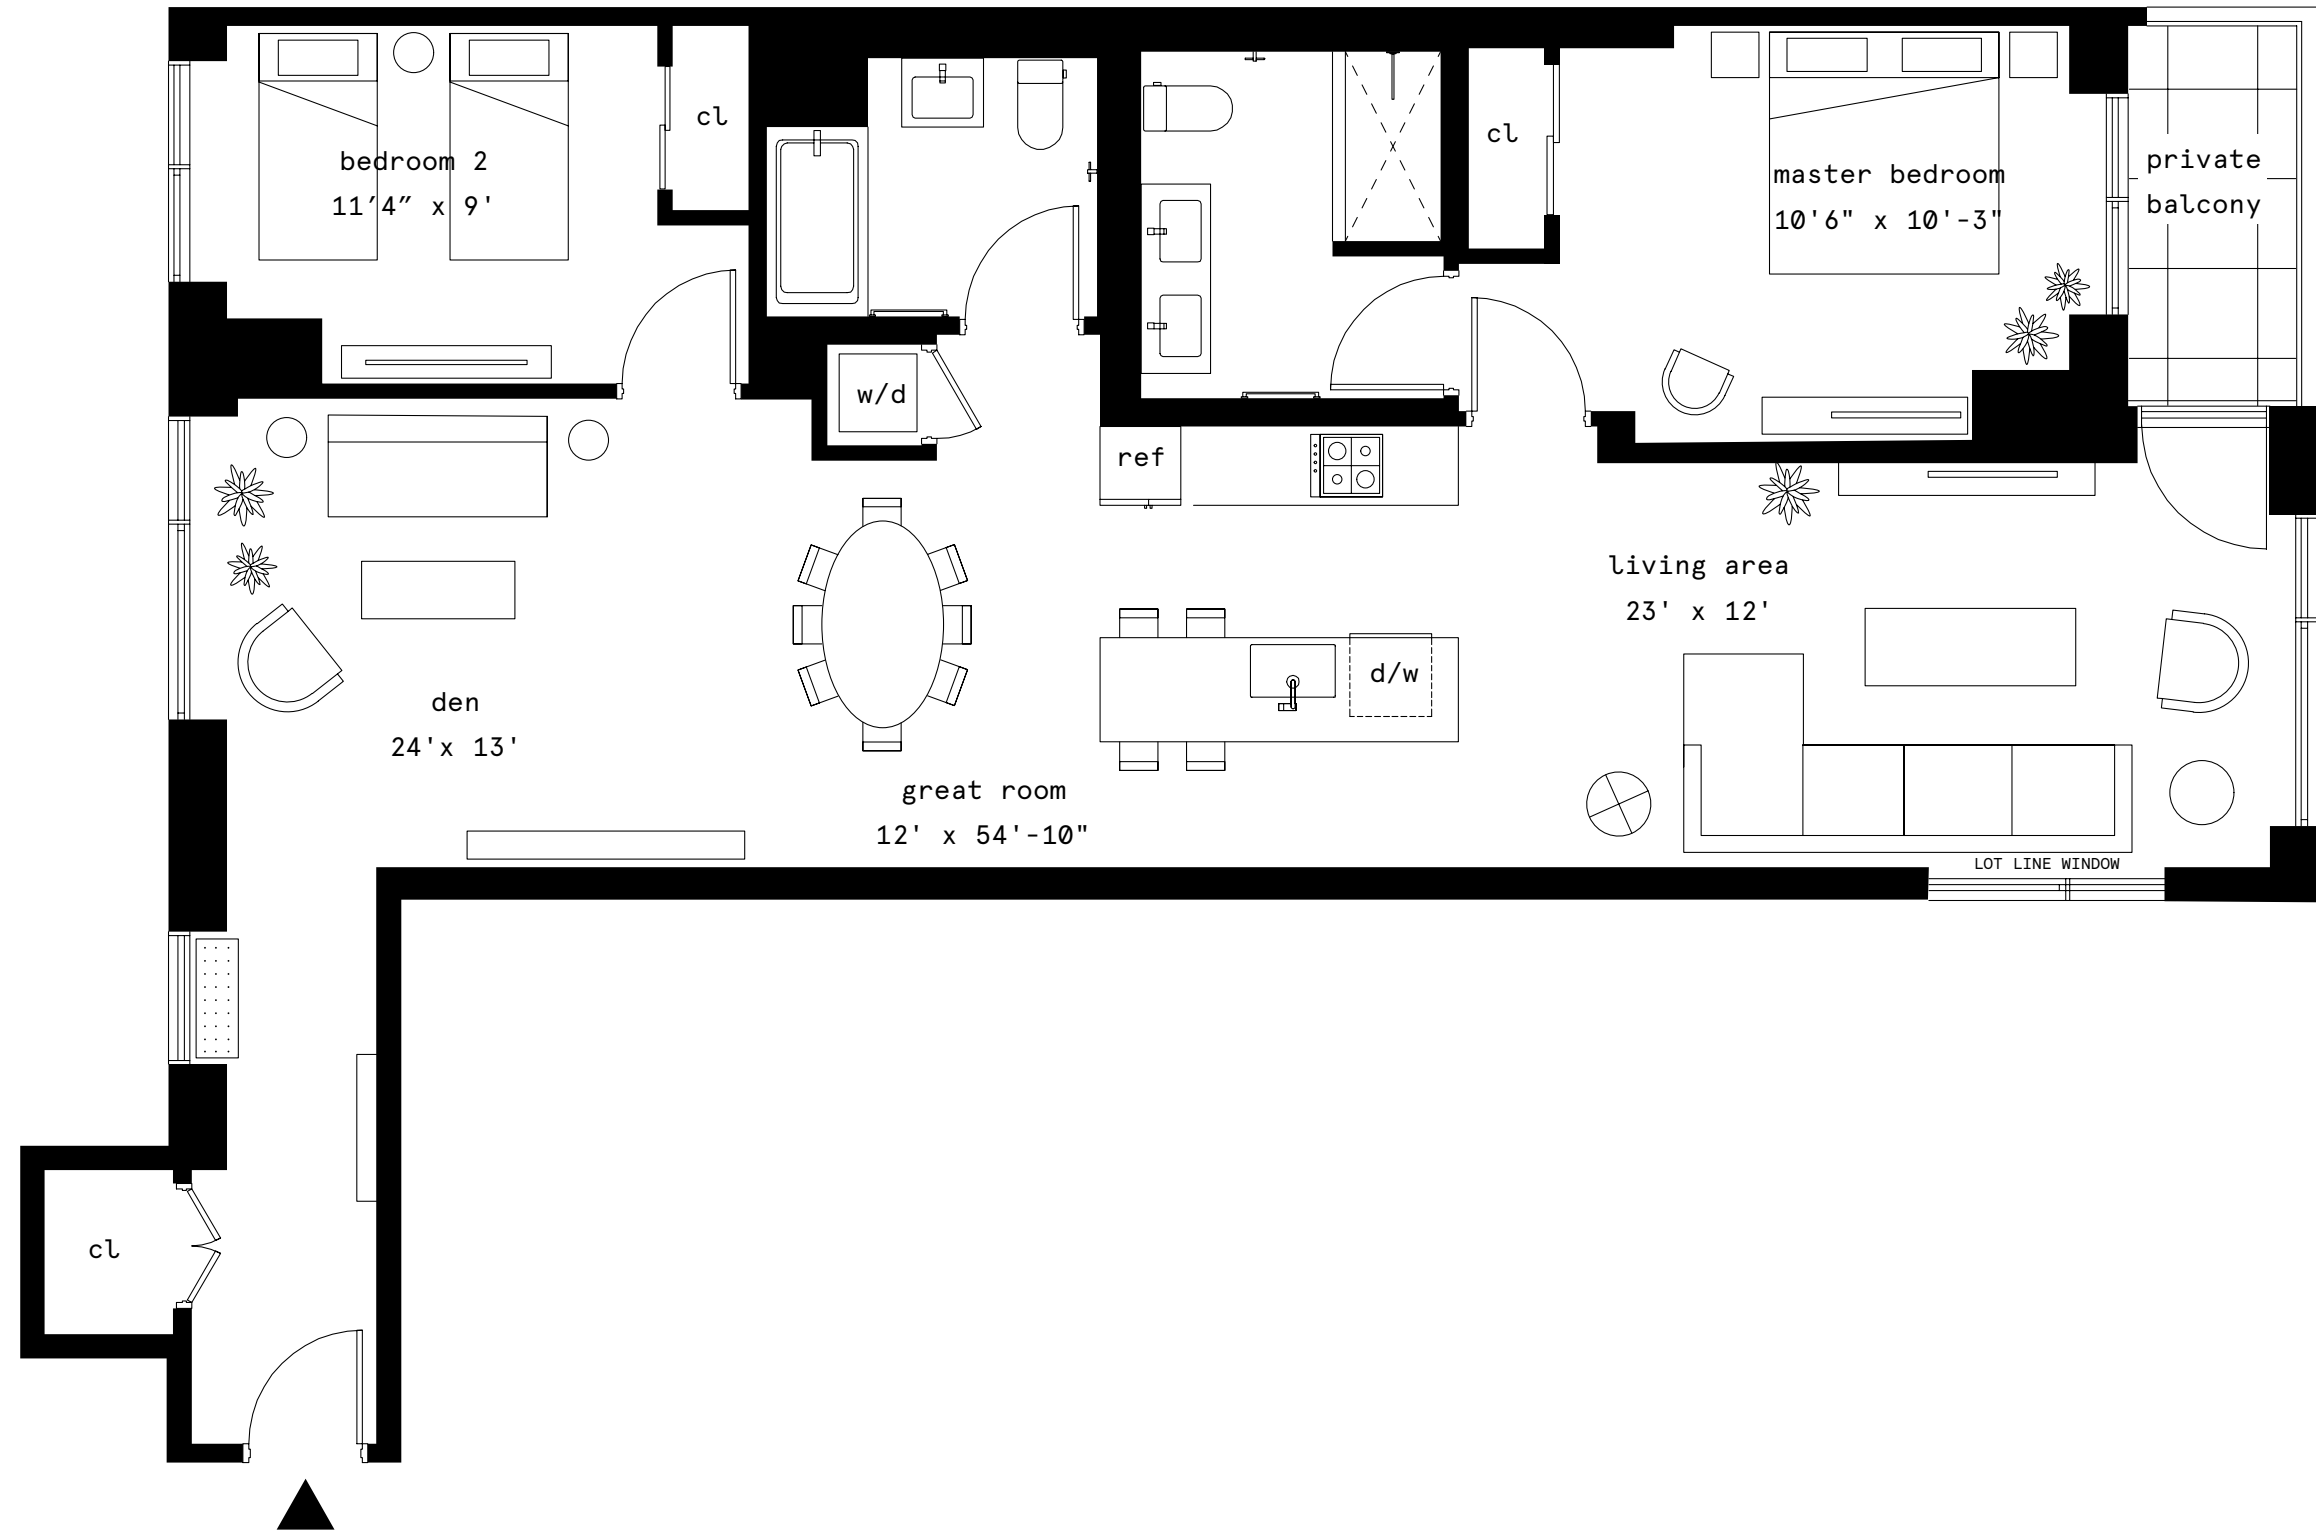 cl
bedroom 2
11′4″ x 9'
cl
master bedroom
10'6" x 10'-3"
private
balcony
w/d
ref
living area
23' x 12'
d/w
den
24'x 13'
great room
12' x 54'-10"
LOT LINE WINDOW
cl